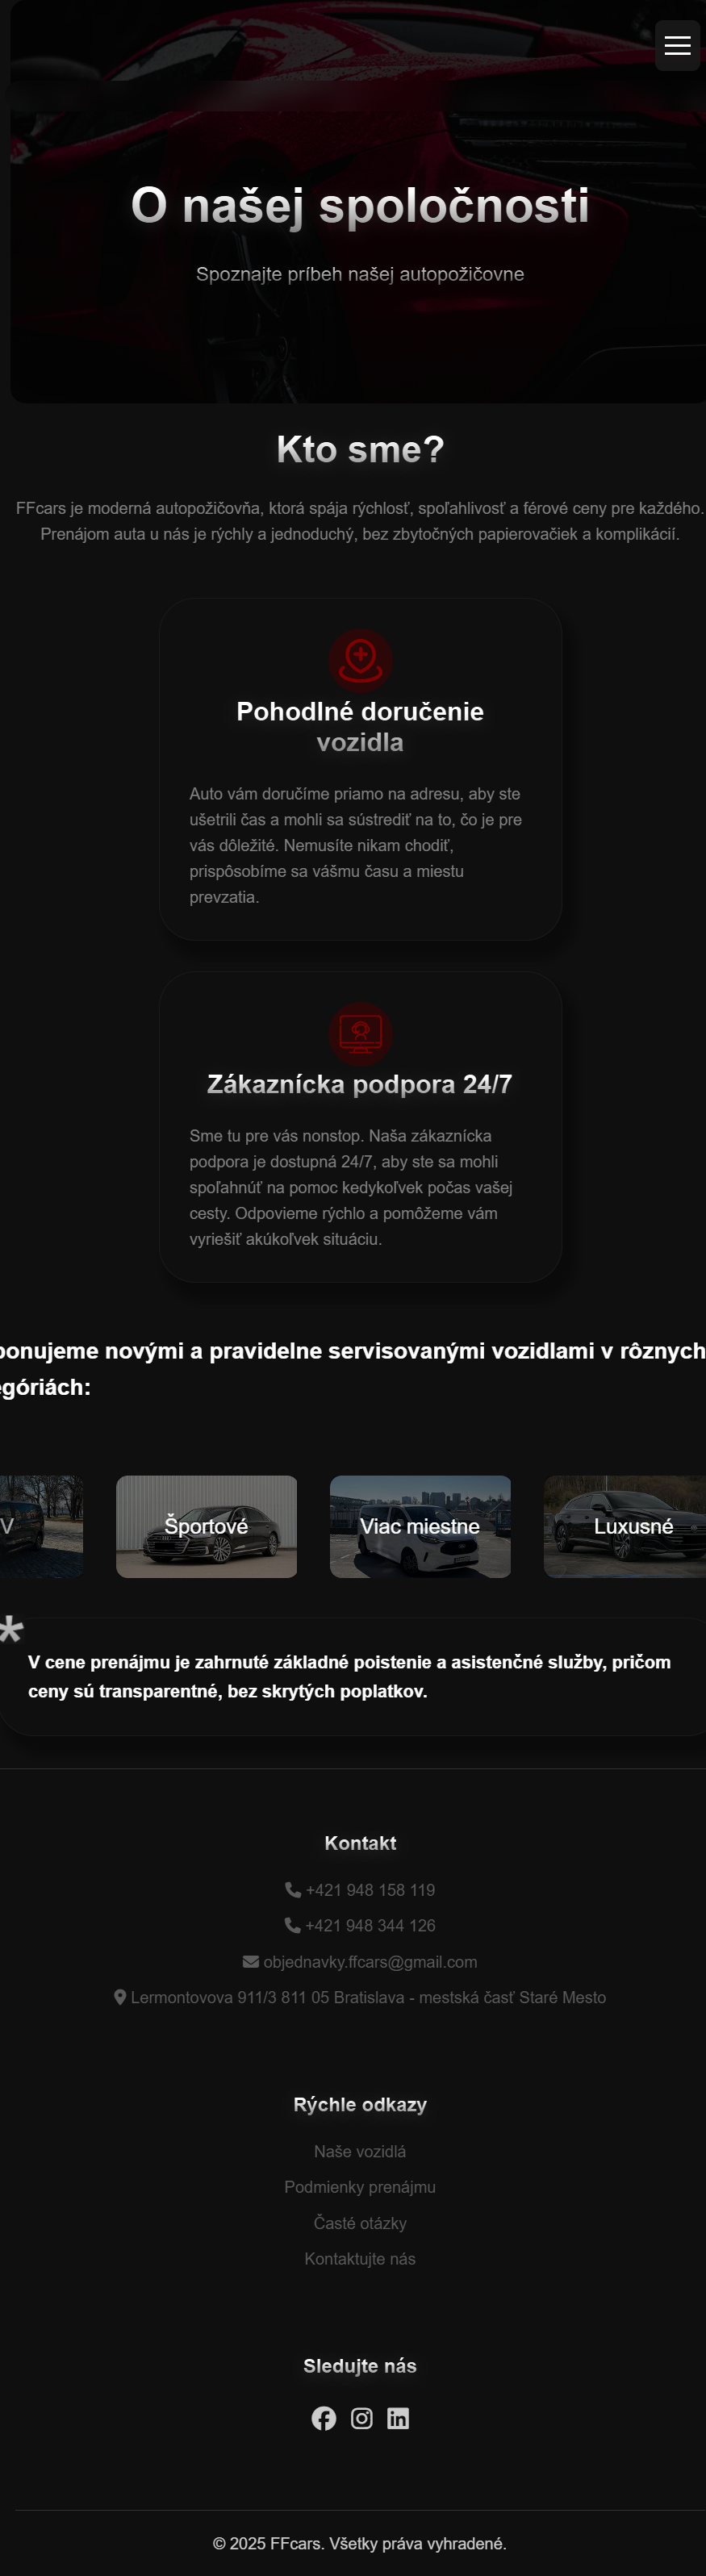 O našej spoločnosti
Spoznajte príbeh našej autopožičovne
Kto sme?
FFcars je moderná autopožičovňa, ktorá spája rýchlosť, spoľahlivosť a férové ceny pre každého.
Prenájom auta u nás je rýchly a jednoduchý, bez zbytočných papierovačiek a komplikácií.
Pohodlné doručenie
vozidla
Auto vám doručíme priamo na adresu, aby ste
ušetrili čas a mohli sa sústrediť na to, čo je pre
vás dôležité. Nemusíte nikam chodiť,
prispôsobíme sa vášmu času a miestu
prevzatia.
Zákaznícka podpora 24/7
Sme tu pre vás nonstop. Naša zákaznícka
podpora je dostupná 24/7, aby ste sa mohli
spoľahnúť na pomoc kedykoľvek počas vašej
cesty. Odpovieme rýchlo a pomôžeme vám
vyriešiť akúkoľvek situáciu.
ponujeme novými a pravidelne servisovanými vozidlami v rôznych
egóriách:
V
Športové
Viac miestne
Luxusné
*
V cene prenájmu je zahrnuté základné poistenie a asistenčné služby, pričom
ceny sú transparentné, bez skrytých poplatkov.
Kontakt
+421 948 158 119
+421 948 344 126
objednavky.ffcars@gmail.com
Lermontovova 911/3 811 05 Bratislava - mestská časť Staré Mesto
Rýchle odkazy
Naše vozidlá
Podmienky prenájmu
Časté otázky
Kontaktujte nás
Sledujte nás
© 2025 FFcars. Všetky práva vyhradené.